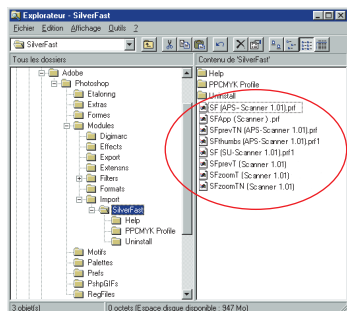 Explorateur - SilverFast
Fichier Edition Affichage Outils ?
SilverFast
Tous les dossiers
Contenu de 'SilverFast'
Adobe
Photoshop
Etalonng
Extras
Formes
Modules
Digimarc
Effects
Export
Extensns
Filters
Formats
Import
SilverFast
Help
PPCMYK Profile
Uninstall
Motifs
Palettes
Prefs
PshpGIFs
RegFiles
Help
PPCMYK Profile
Uninstall
SF (APS- Scanner 1.01).prf
SFApp (Scanner ) .prf
SFprevTN (APS-Scanner 1.01).prf
SFthumbs (APS-Scanner 1.01).prf1
SF (SU-Scanner 1.01).prf1
SFprevT (Scanner 1.01)
SFzoomT (Scanner 1.01)
SFzoomTN (Scanner 1.01)
3 objet(s)
0 octets (Espace disque disponible : 947 Mo)